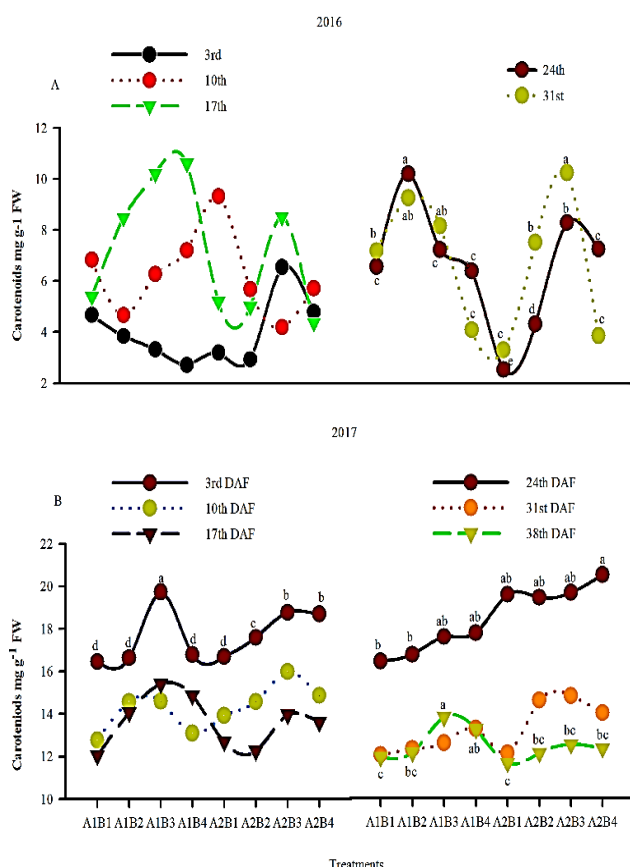 2016
A
3rd
10th
17th
24th
31st
Carotenoids mg g-1 FW
12
10
8
6
4
2
a
b
ab
ab
a
b
c
c
c
c
b
c
c
c
e
d
c
2017
B
3rd DAF
10th DAF
17th DAF
24th DAF
31st DAF
38th DAF
Caroteniods mg g⁻¹ FW
22
20
18
16
14
12
10
d
d
a
d
d
c
b
b
b
b
ab
ab
ab
ab
ab
a
c
bc
a
ab
c
bc
bc
bc
A1B1
A1B2
A1B3
A1B4
A2B1
A2B2
A2B3
A2B4
A1B1
A1B2
A1B3
A1B4
A2B1
A2B2
A2B3
A2B4
Treatments